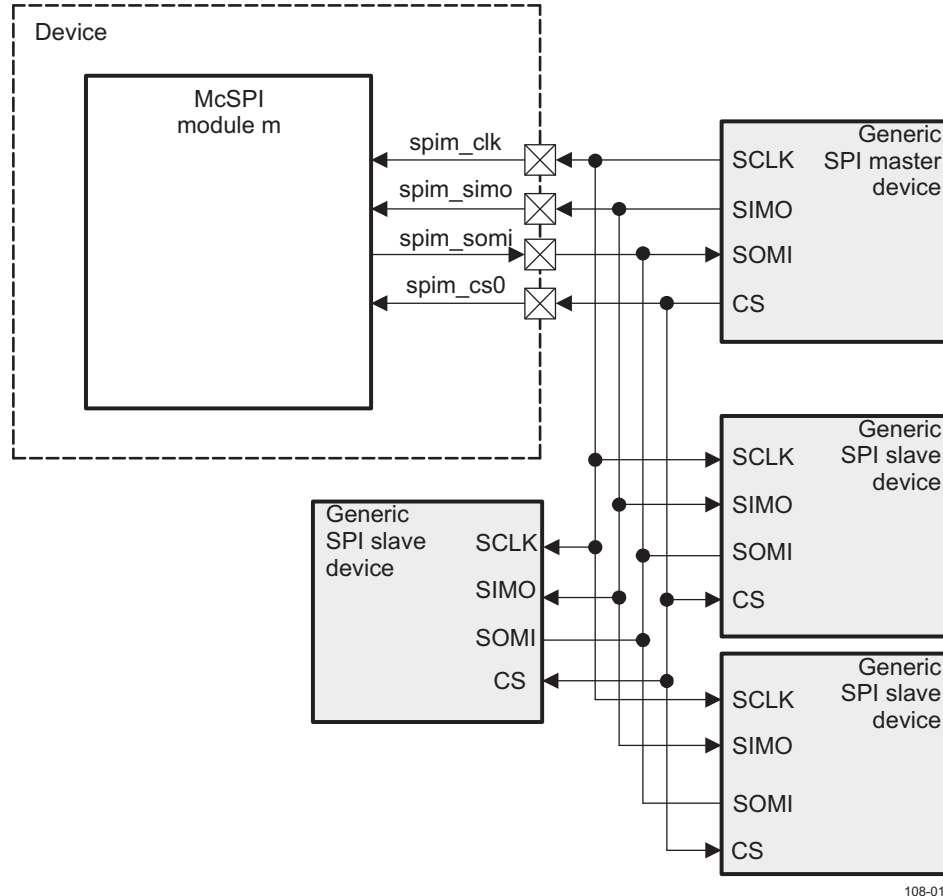 Device
McSPI
module m
spim_clk
spim_simo
spim_somi
spim_cs0
Generic
SPI master
device
SCLK
SIMO
SOMI
CS
Generic
SPI slave
device
SCLK
SIMO
SOMI
CS
Generic
SPI slave
device
SCLK
SIMO
SOMI
CS
Generic
SPI slave
device
SCLK
SIMO
SOMI
CS
108-01